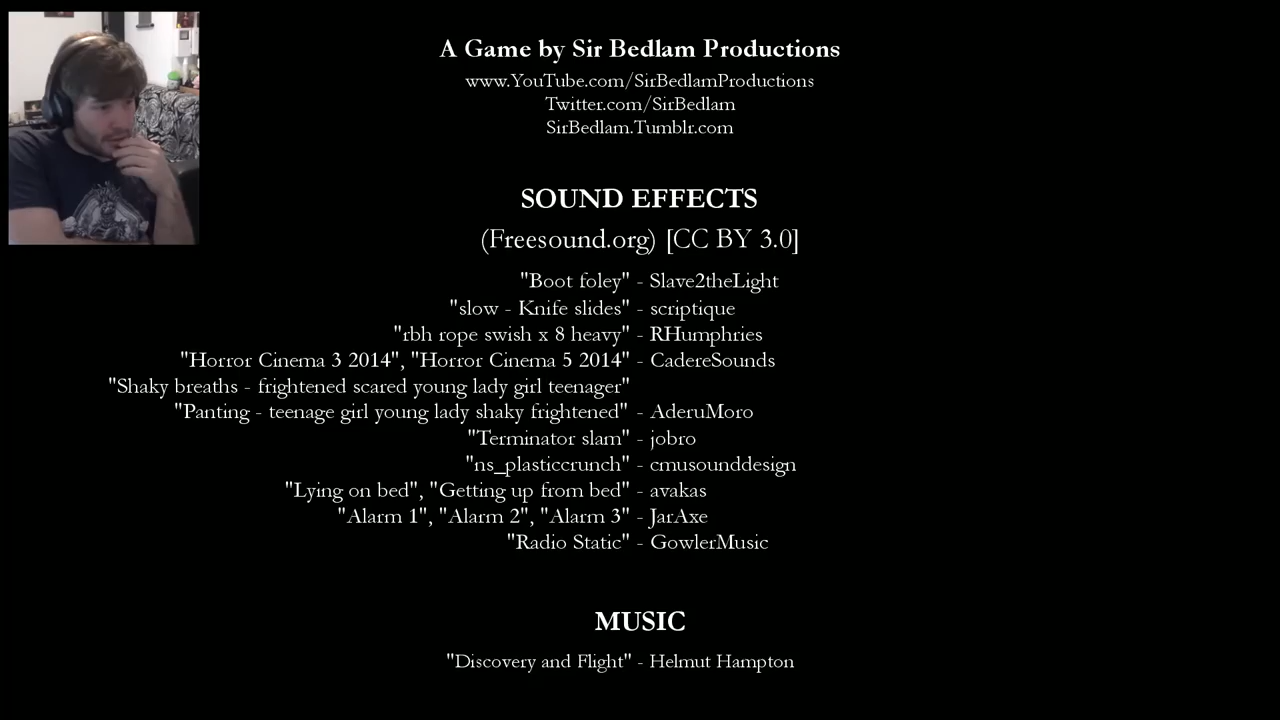 A Game by Sir Bedlam Productions
www.YouTube.com/SirBedlamProductions
Twitter.com/SirBedlam
SirBedlam.Tumblr.com
SOUND EFFECTS
(Freesound.org) [CC BY 3.0]
"Boot foley" - Slave2theLight
"slow - Knife slides" - scriptique
"rbh rope swish x 8 heavy" - RHumphries
"Horror Cinema 3 2014", "Horror Cinema 5 2014" - CadereSounds
"Shaky breaths - frightened scared young lady girl teenager"
"Panting - teenage girl young lady shaky frightened" - AderuMoro
"Terminator slam" - jobro
"ns_plasticcrunch" - cmusounddesign
"Lying on bed", "Getting up from bed" - avakas
"Alarm 1", "Alarm 2", "Alarm 3" - JarAxe
"Radio Static" - GowlerMusic
MUSIC
"Discovery and Flight" - Helmut Hampton